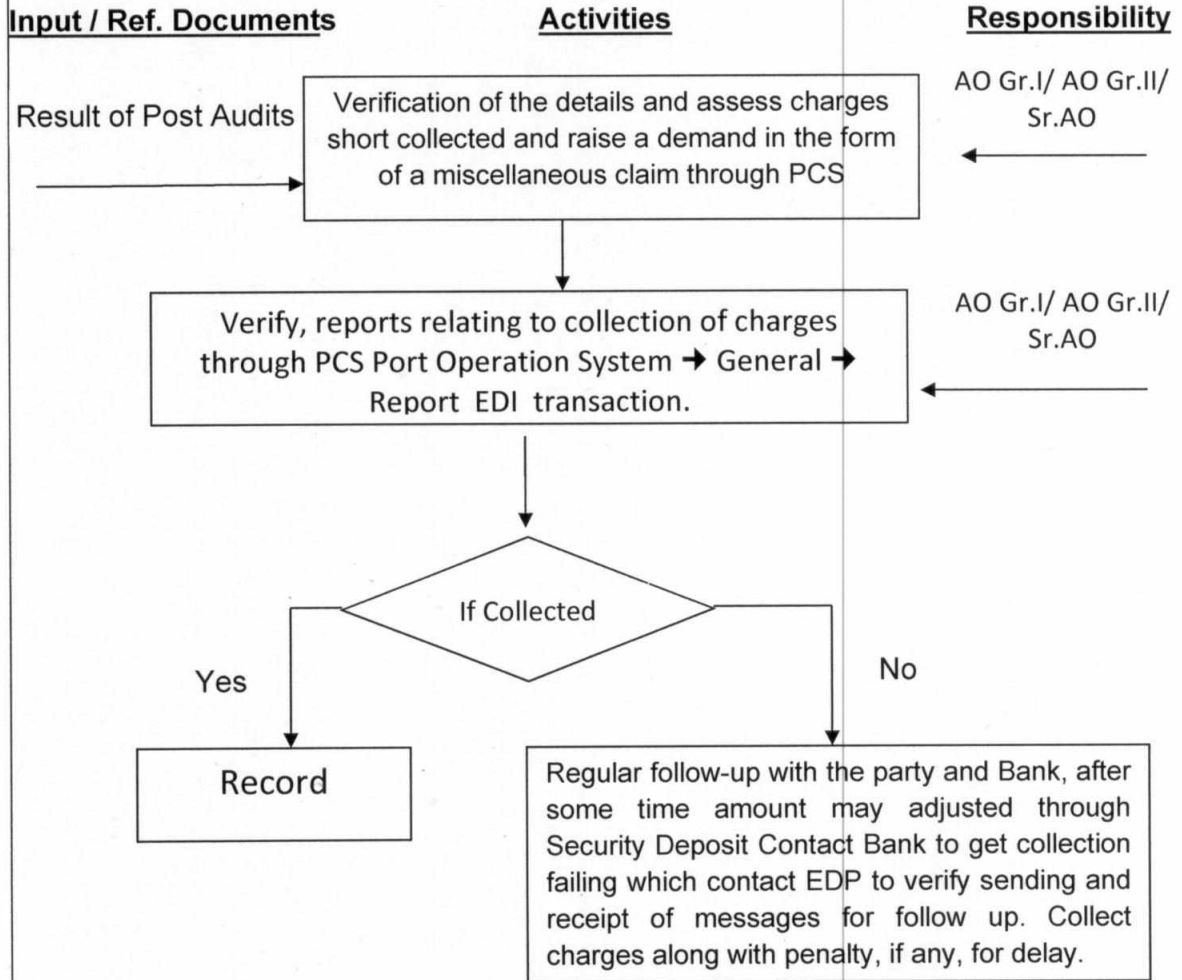 Input / Ref. Documents Activities Responsibility
Result of Post Audits
Verification of the details and assess charges
short collected and raise a demand in the form
of a miscellaneous claim through PCS
AO Gr.I/ AO Gr.II/
Sr.AO
Verify, reports relating to collection of charges
through PCS Port Operation System → General →
Report EDI transaction.
AO Gr.I/ AO Gr.II/
Sr.AO
If Collected
Yes
No
Record
Regular follow-up with the party and Bank, after
some time amount may adjusted through
Security Deposit Contact Bank to get collection
failing which contact EDP to verify sending and
receipt of messages for follow up. Collect
charges along with penalty, if any, for delay.